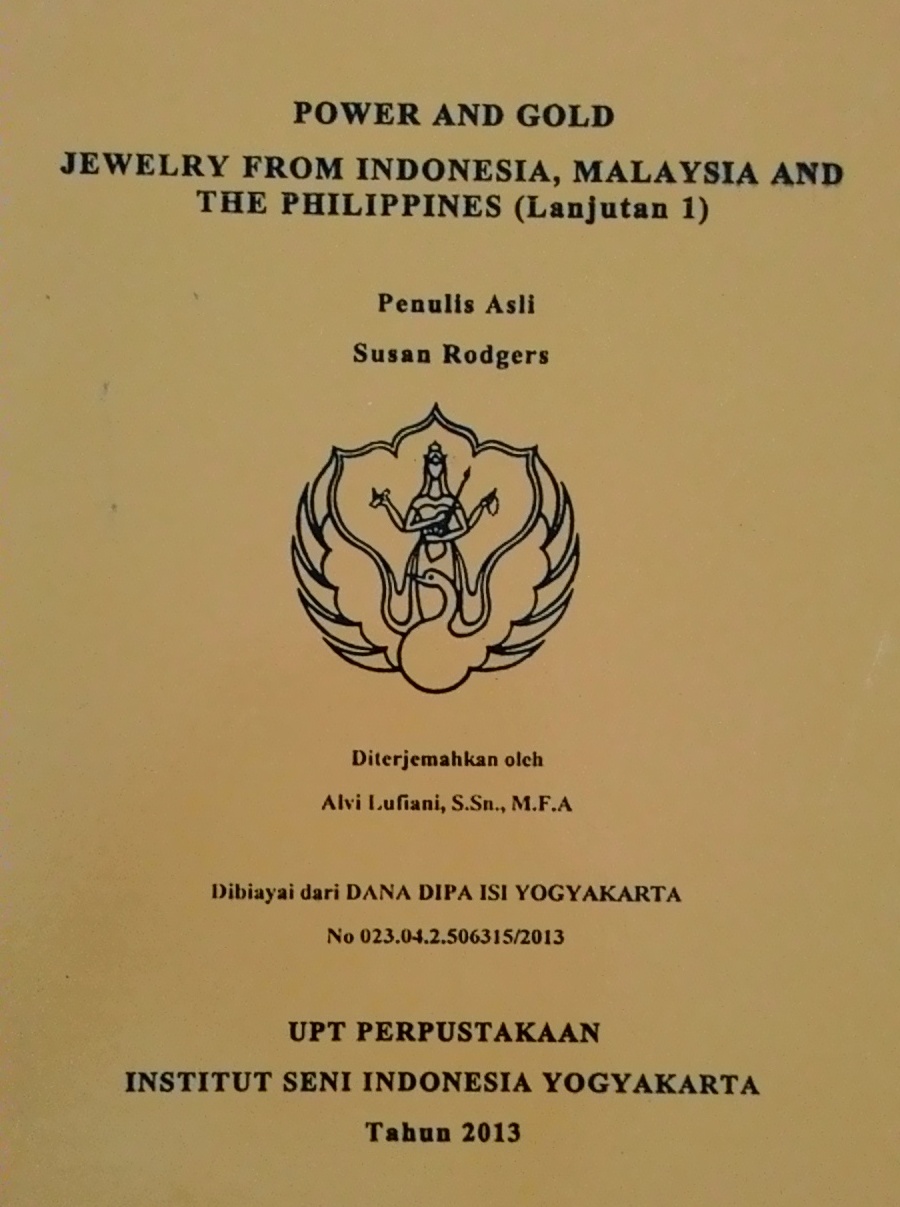 POWER AND GOLD
JEWELRY FROM INDONESIA, MALAYSIA AND
THE PHILIPPINES (Lanjutan 1)
Penulis Asli
Susan Rodgers
Diterjemahkan oleh
Alvi Lufiani, S.Sn., M.F.A
Dibiayai dari DANA DIPA ISI YOGYAKARTA
No 023.04.2.506315/2013
UPT PERPUSTAKAAN
INSTITUT SENI INDONESIA YOGYAKARTA
Tahun 2013